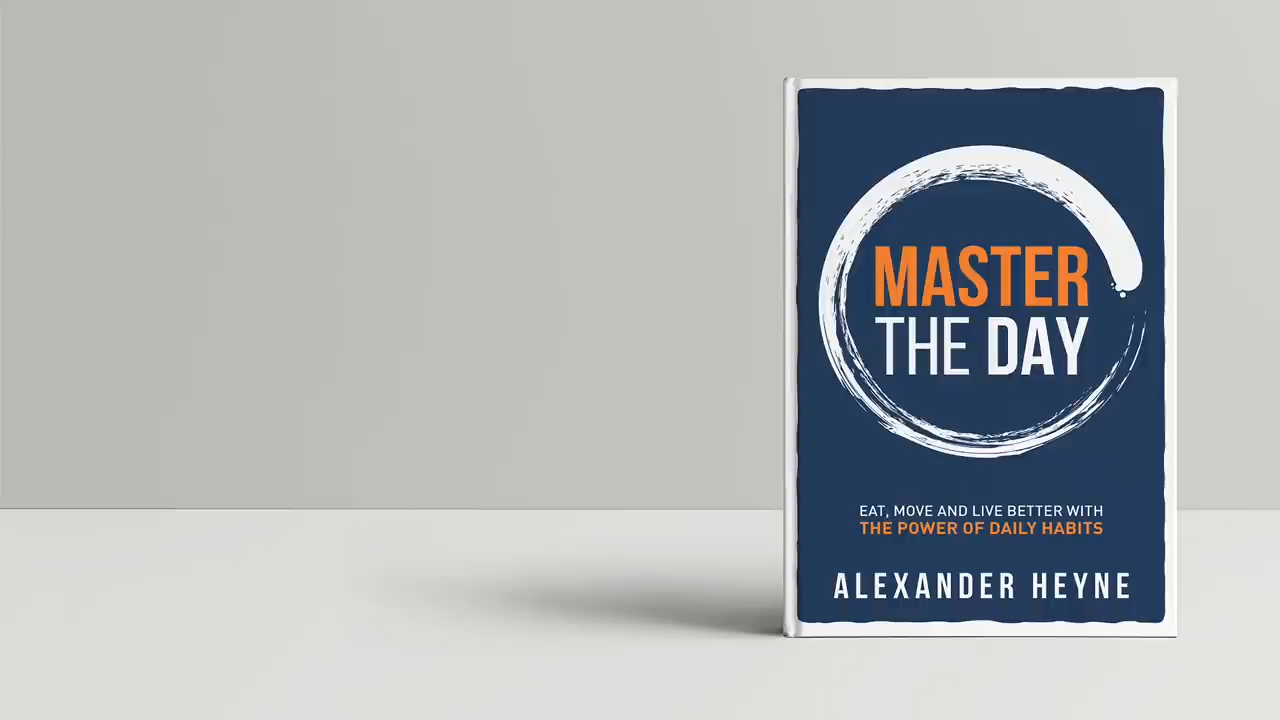 MASTER
THE DAY
EAT, MOVE AND LIVE BETTER WITH
THE POWER OF DAILY HABITS
ALEXANDER HEYNE